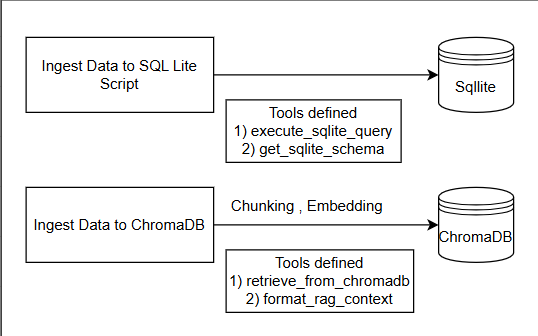 Ingest Data to SQL Lite
Script
Sqllite
Tools defined
1) execute_sqlite_query
2) get_sqlite_schema
Ingest Data to ChromaDB
Chunking , Embedding
ChromaDB
Tools defined
1) retrieve_from_chromadb
2) format_rag_context